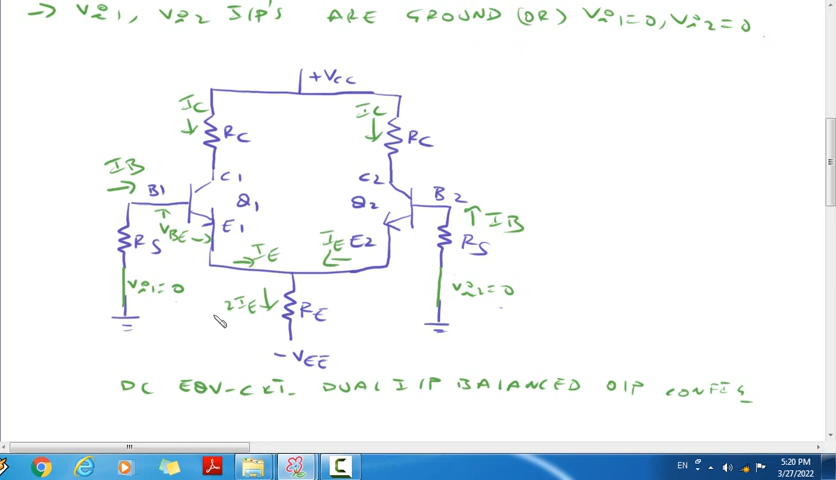 → Vi1, Vi2 I/P'S ARE GROUND (OR) Vi1=0, Vi2=0
+VCC
IC
IC
RC
RC
IB
C1
C2
B1
B2
Q1
Q2
IB
VBE
E1
E2
RS
RS
IE
IE
Vi1=0
Vi2=0
2IE
RE
-VEE
DC EQV-CKT- DUAL I/P BALANCED O/P CONFIG
EN
5:20 PM
3/27/2022